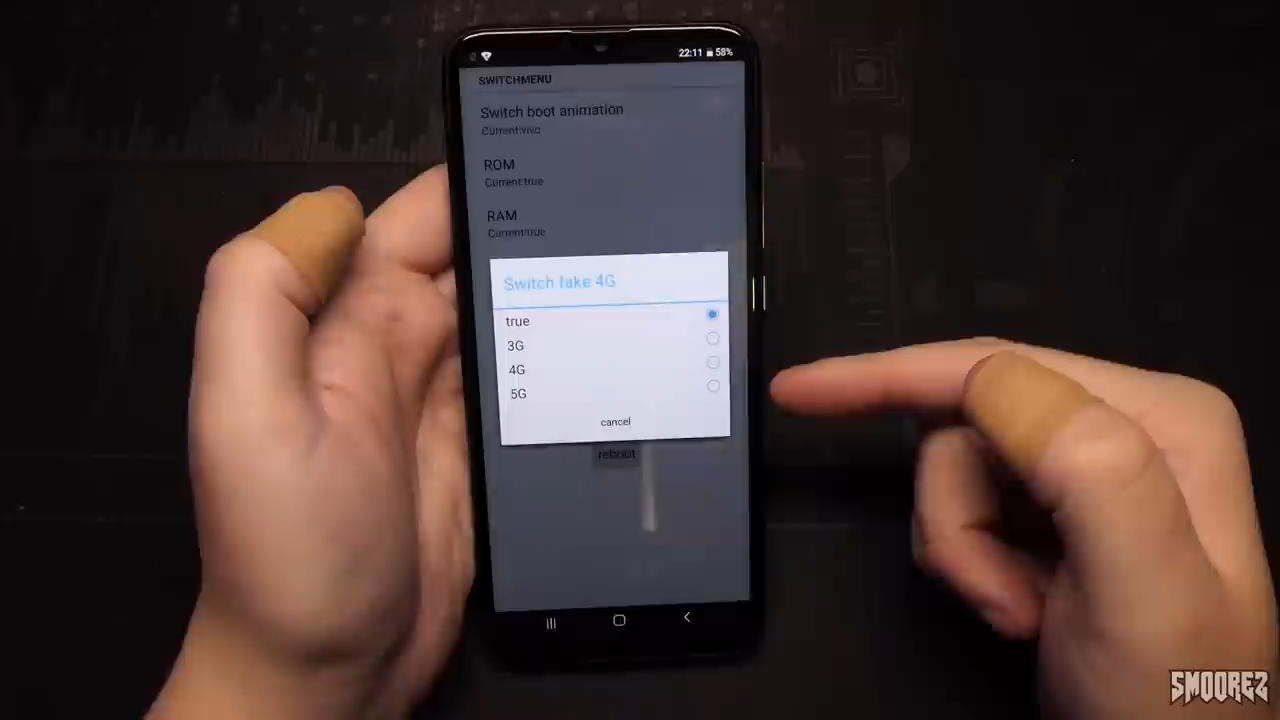 22:11 58%
SWITCHMENU
Switch boot animation
Current:vivo
ROM
Current:true
RAM
Current:true
Switch fake 4G
true
3G
4G
5G
cancel
reboot
SMOOREZ